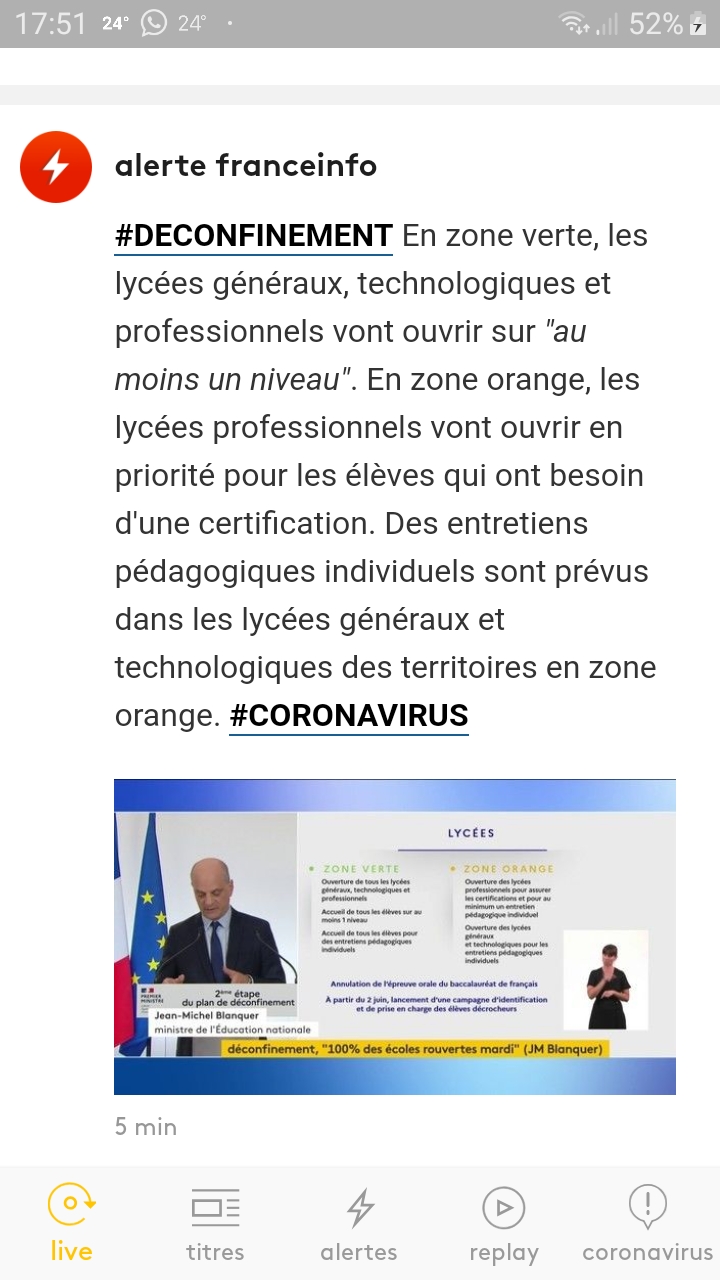 17:51 24° 24° 52%
alerte franceinfo
#DECONFINEMENT En zone verte, les
lycées généraux, technologiques et
professionnels vont ouvrir sur "au
moins un niveau". En zone orange, les
lycées professionnels vont ouvrir en
priorité pour les élèves qui ont besoin
d'une certification. Des entretiens
pédagogiques individuels sont prévus
dans les lycées généraux et
technologiques des territoires en zone
orange. #CORONAVIRUS
LYCÉES
ZONE VERTE
Ouverture de tous les lycées
généraux, technologiques et
professionnels
Accueil de tous les élèves sur au
moins 1 niveau
Accueil de tous les élèves pour
des entretiens pédagogiques
individuels
ZONE ORANGE
Ouverture des lycées
professionnels pour assurer
les certifications et pour au
minimum un entretien
pédagogique individuel
Ouverture des lycées
généraux
et technologiques pour les
entretiens pédagogiques
individuels
Annulation de l'épreuve orale du baccalauréat de français
À partir du 2 juin, lancement d'une campagne d'identification
et de prise en charge des élèves décrocheurs
PREMIER
MINISTRE
2ème étape
du plan de déconfinement
Jean-Michel Blanquer
ministre de l'Éducation nationale
déconfinement, "100% des écoles rouvertes mardi" (JM Blanquer)
5 min
live
titres
alertes
replay
coronavirus